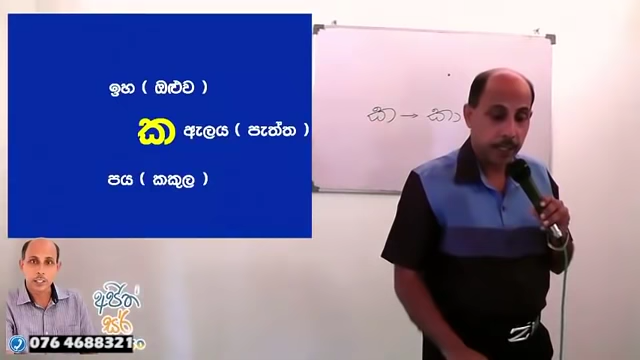 ඉහ ( ඔළුව )
ක ඇලය ( පැත්ත )
පය ( කකුල )
ක → කා
අජිත්
සර්
076 4688321